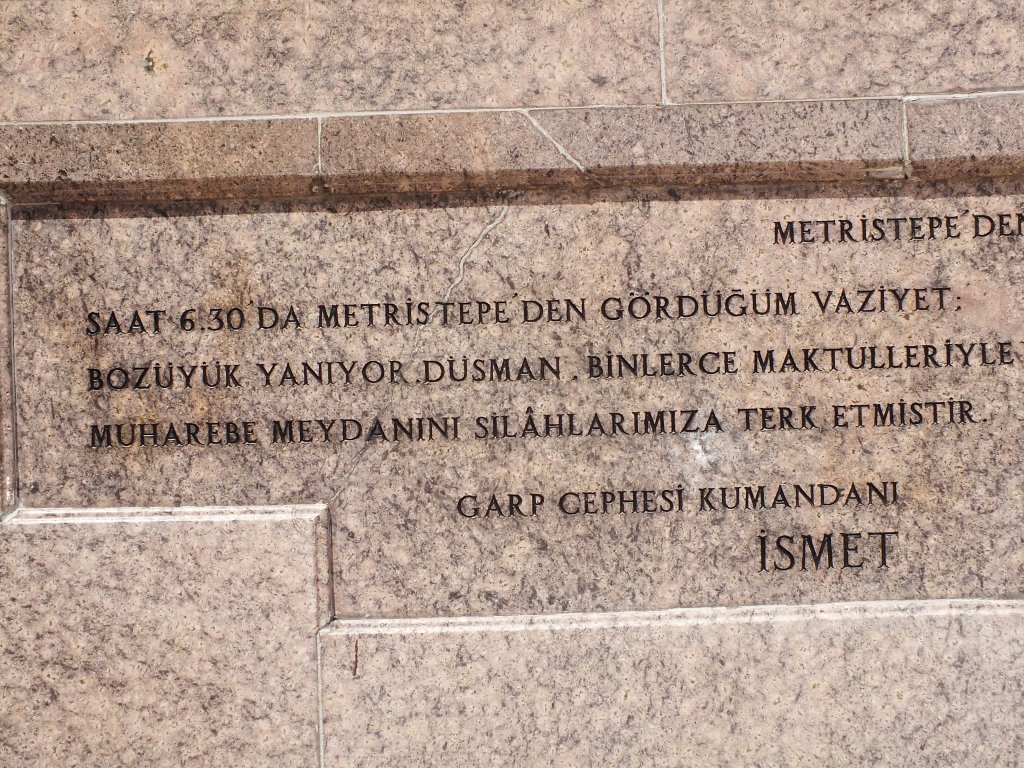 METRİSTEPE'DEN
SAAT 6.30'DA METRİSTEPE'DEN GÖRDÜĞÜM VAZİYET;
BOZÜYÜK YANIYOR. DÜSMAN, BİNLERCE MAKTULLERİYLE
MUHAREBE MEYDANINI SİLÂHLARIMIZA TERK ETMİSTİR.
GARP CEPHESİ KUMANDANI
İSMET